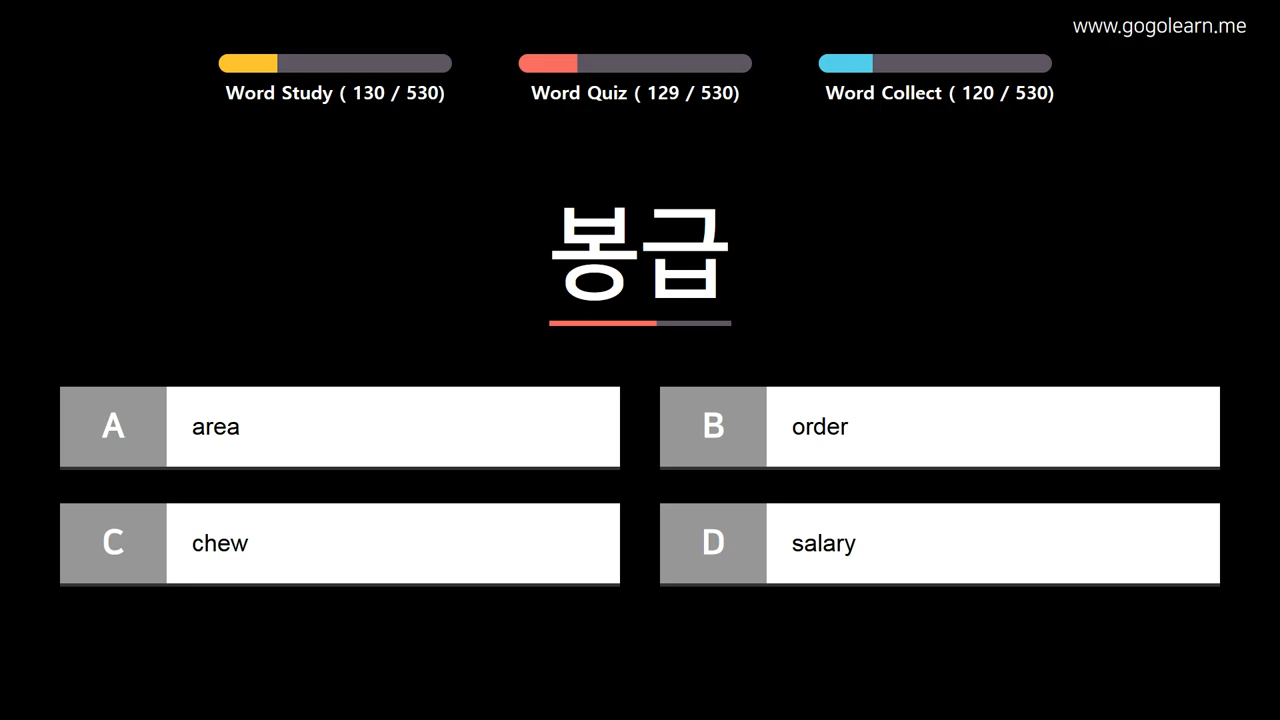 www.gogolearn.me
Word Study ( 130 / 530)
Word Quiz ( 129 / 530)
Word Collect ( 120 / 530)
봉급
A area
B order
C chew
D salary